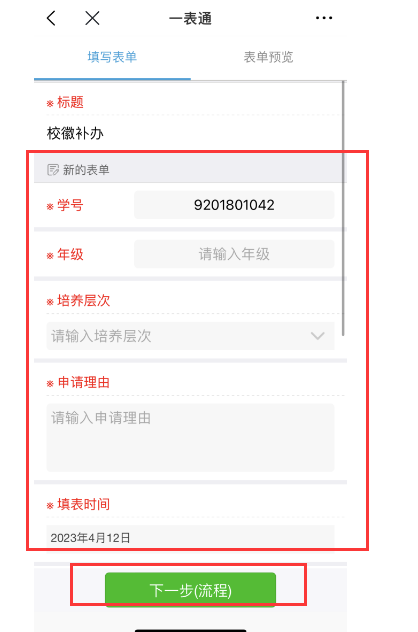 一表通
填写表单
表单预览
※ 标题
校徽补办
新的表单
※ 学号
9201801042
※ 年级
请输入年级
※ 培养层次
请输入培养层次
※ 申请理由
请输入申请理由
※ 填表时间
2023年4月12日
下一步(流程)